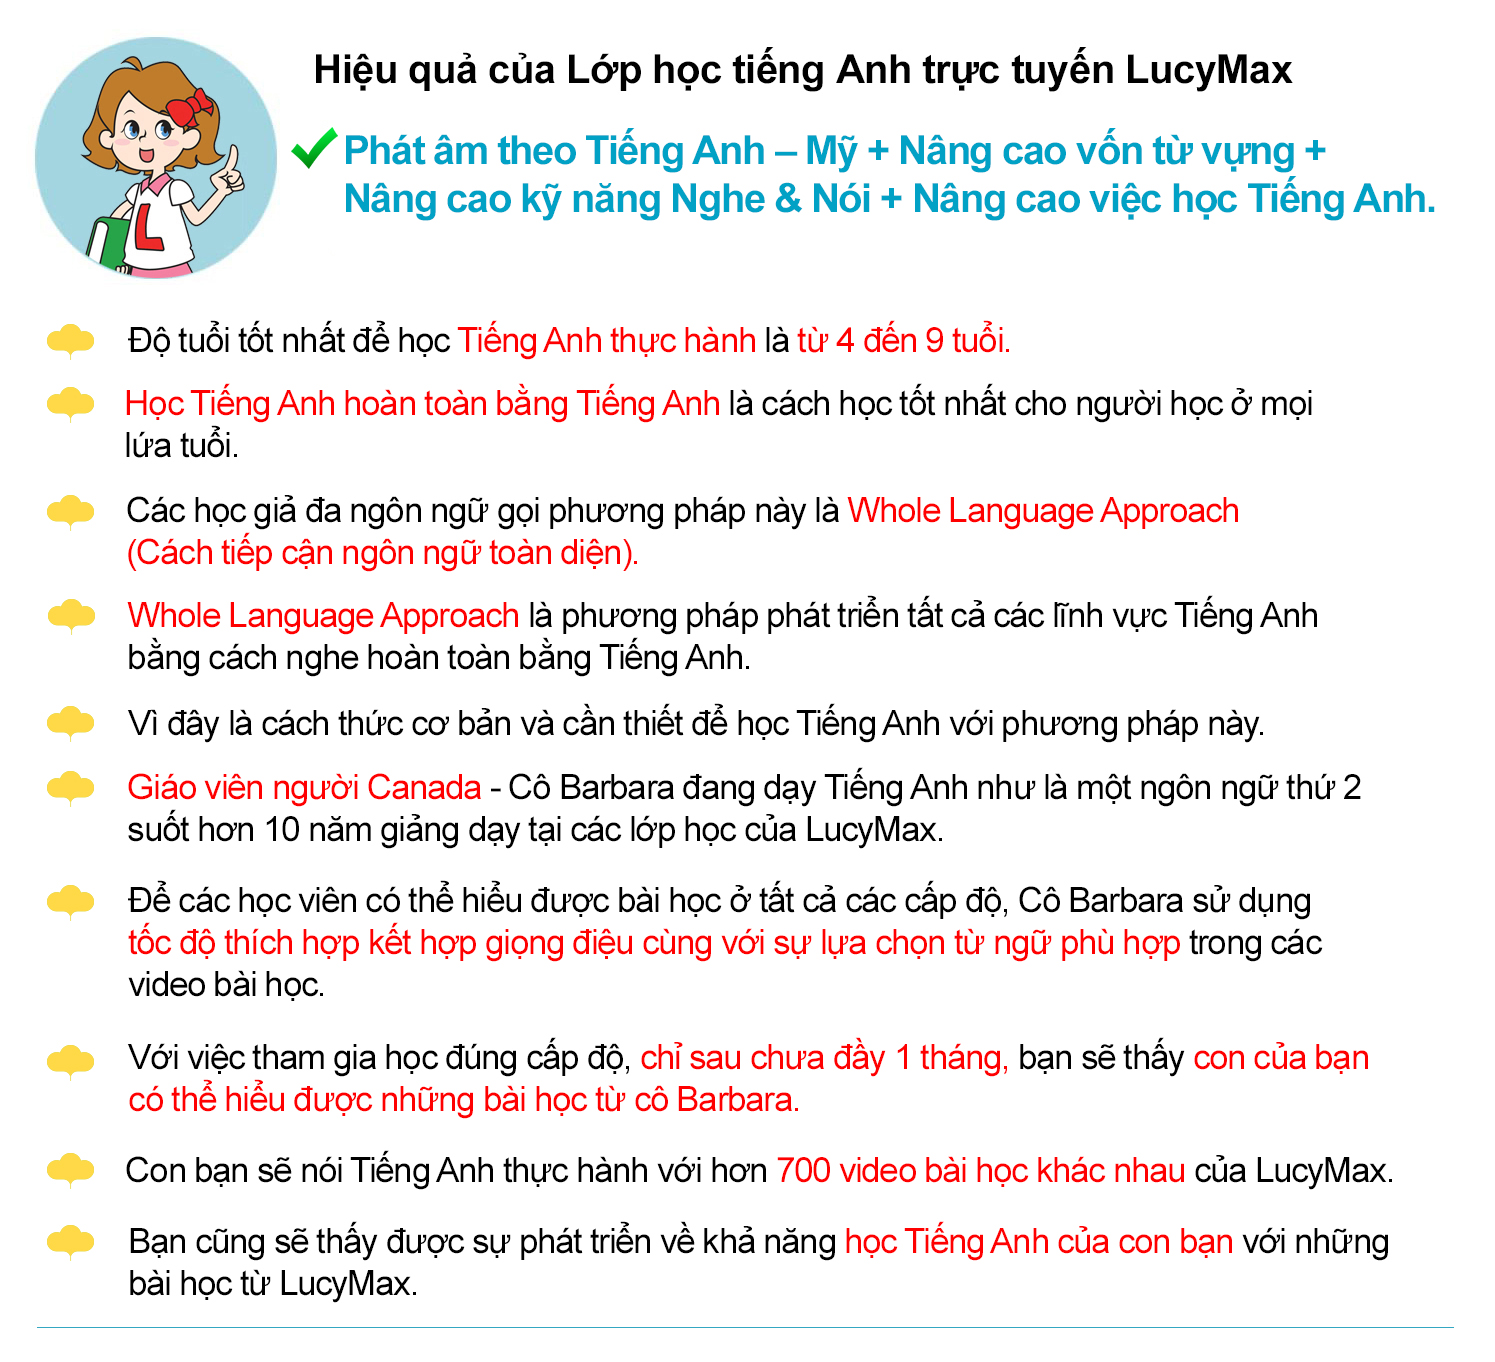 Hiệu quả của Lớp học tiếng Anh trực tuyến LucyMax
Phát âm theo Tiếng Anh – Mỹ + Nâng cao vốn từ vựng +
Nâng cao kỹ năng Nghe & Nói + Nâng cao việc học Tiếng Anh.
L
Độ tuổi tốt nhất để học Tiếng Anh thực hành là từ 4 đến 9 tuổi.
Học Tiếng Anh hoàn toàn bằng Tiếng Anh là cách học tốt nhất cho người học ở mọi
lứa tuổi.
Các học giả đa ngôn ngữ gọi phương pháp này là Whole Language Approach
(Cách tiếp cận ngôn ngữ toàn diện).
Whole Language Approach là phương pháp phát triển tất cả các lĩnh vực Tiếng Anh
bằng cách nghe hoàn toàn bằng Tiếng Anh.
Vì đây là cách thức cơ bản và cần thiết để học Tiếng Anh với phương pháp này.
Giáo viên người Canada - Cô Barbara đang dạy Tiếng Anh như là một ngôn ngữ thứ 2
suốt hơn 10 năm giảng dạy tại các lớp học của LucyMax.
Để các học viên có thể hiểu được bài học ở tất cả các cấp độ, Cô Barbara sử dụng
tốc độ thích hợp kết hợp giọng điệu cùng với sự lựa chọn từ ngữ phù hợp trong các
video bài học.
Với việc tham gia học đúng cấp độ, chỉ sau chưa đầy 1 tháng, bạn sẽ thấy con của bạn
có thể hiểu được những bài học từ cô Barbara.
Con bạn sẽ nói Tiếng Anh thực hành với hơn 700 video bài học khác nhau của LucyMax.
Bạn cũng sẽ thấy được sự phát triển về khả năng học Tiếng Anh của con bạn với những
bài học từ LucyMax.